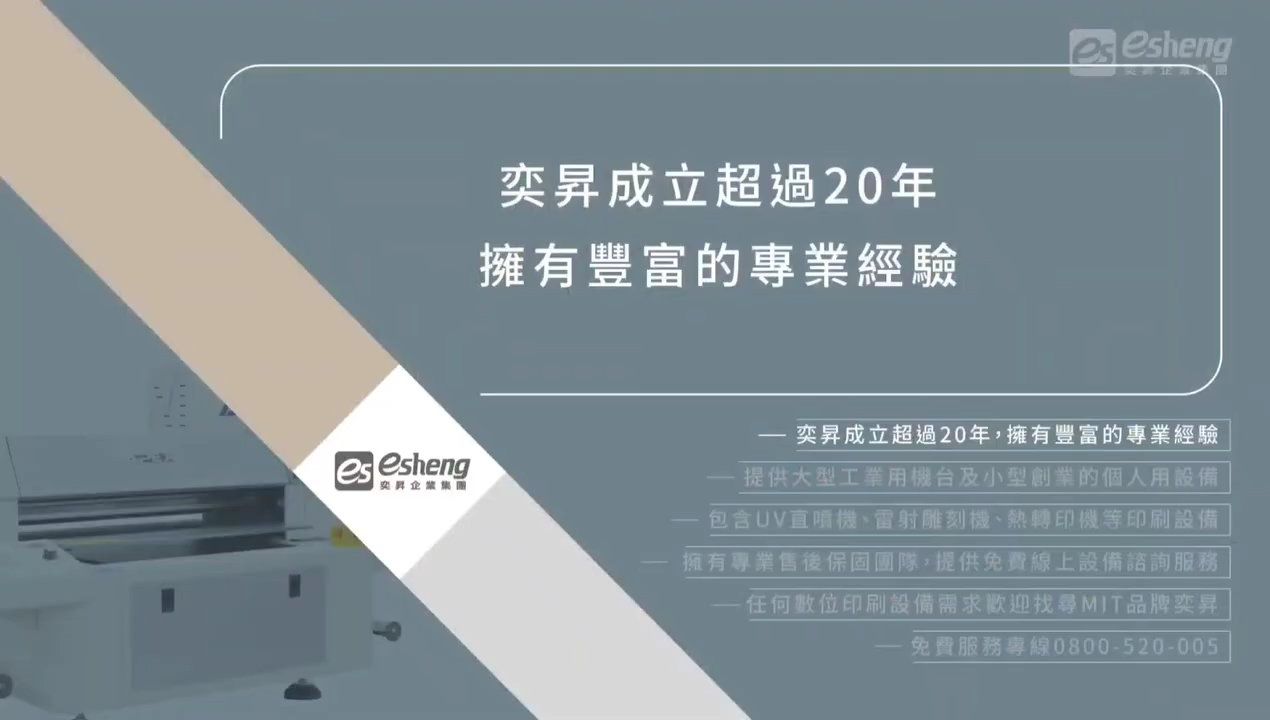 es esheng
奕昇企業集團
奕昇成立超過20年
擁有豐富的專業經驗
奕昇成立超過20年,擁有豐富的專業經驗
提供大型工業用機台及小型創業的個人用設備
包含UV直噴機、雷射雕刻機、熱轉印機等印刷設備
擁有專業售後保固團隊,提供免費線上設備諮詢服務
任何數位印刷設備需求歡迎找尋MIT品牌奕昇
免費服務專線0800-520-005
es esheng
奕昇企業集團